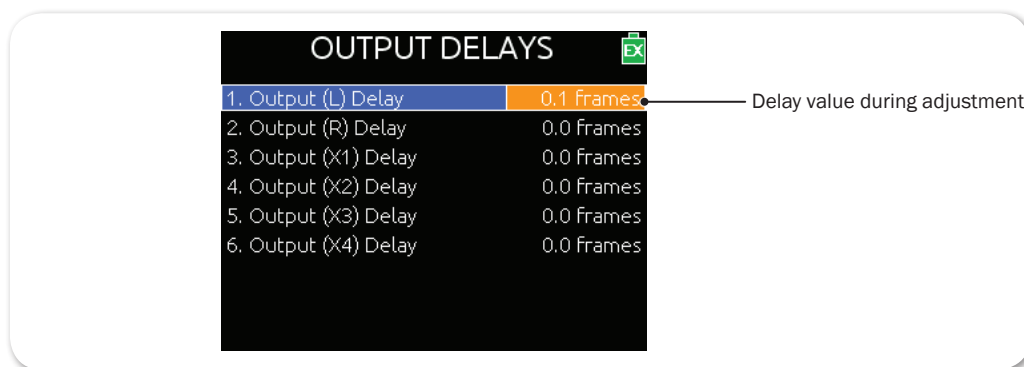 OUTPUT DELAYS
EX
1. Output (L) Delay 0.1 frames
Delay value during adjustment
2. Output (R) Delay 0.0 frames
3. Output (X1) Delay 0.0 frames
4. Output (X2) Delay 0.0 frames
5. Output (X3) Delay 0.0 frames
6. Output (X4) Delay 0.0 frames